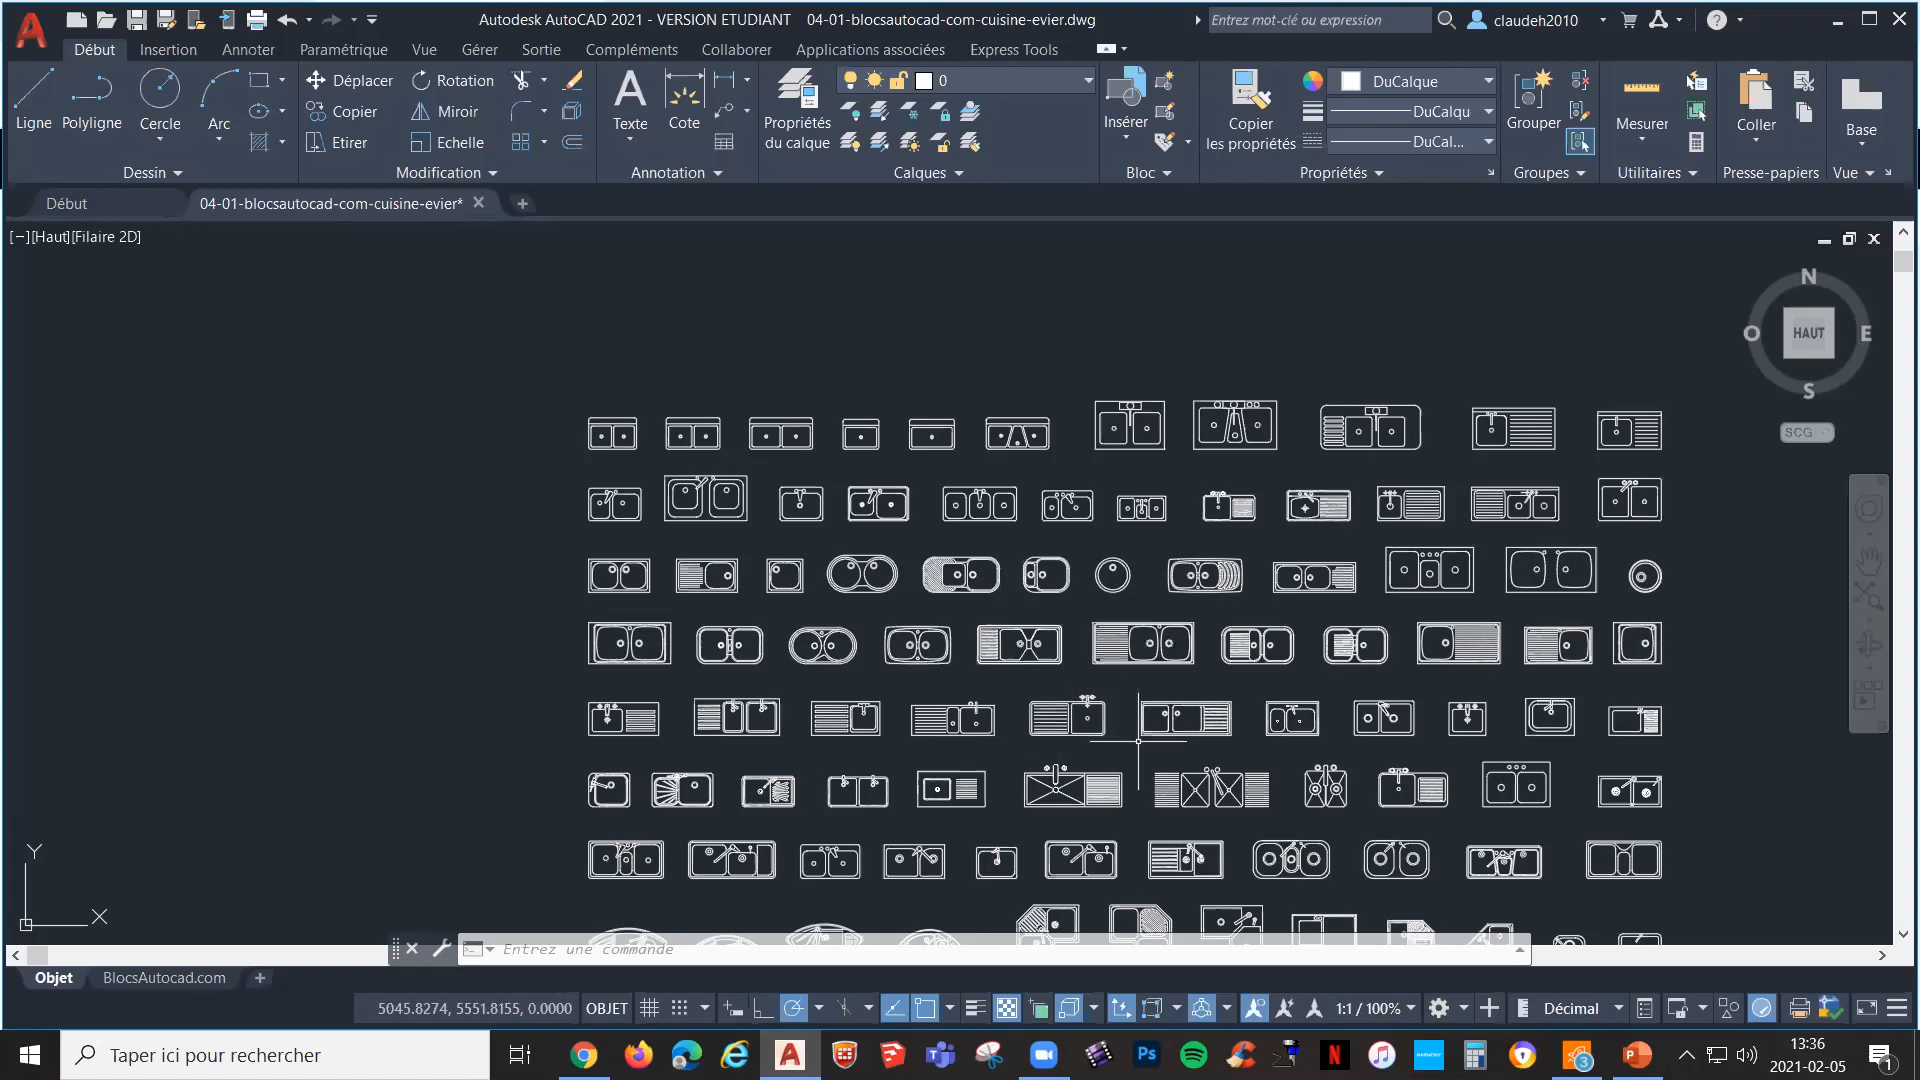 Autodesk AutoCAD 2021 - VERSION ETUDIANT 04-01-blocsautocad-com-cuisine-evier.dwg
Entrez mot-clé ou expression
claudeh2010
Début Insertion Annoter Paramétrique Vue Gérer Sortie Compléments Collaborer Applications associées Express Tools
Ligne Polyligne Cercle Arc
Déplacer Rotation
Copier Miroir
Etirer Echelle
Texte Cote
Propriétés du calque
0
Insérer
Copier les propriétés
DuCalque
DuCalqu
DuCal...
Grouper
Mesurer
Coller
Base
Dessin Modification Annotation Calques Bloc Propriétés Groupes Utilitaires Presse-papiers Vue
Début 04-01-blocsautocad-com-cuisine-evier*
[−][Haut][Filaire 2D]
N
O HAUT E
S
SCG
Y
X
Entrez une commande
Objet BlocsAutocad.com
5045.8274, 5551.8155, 0.0000 OBJET 1:1 / 100% Décimal
Taper ici pour rechercher
Ps
N
3
13:36
2021-02-05
1